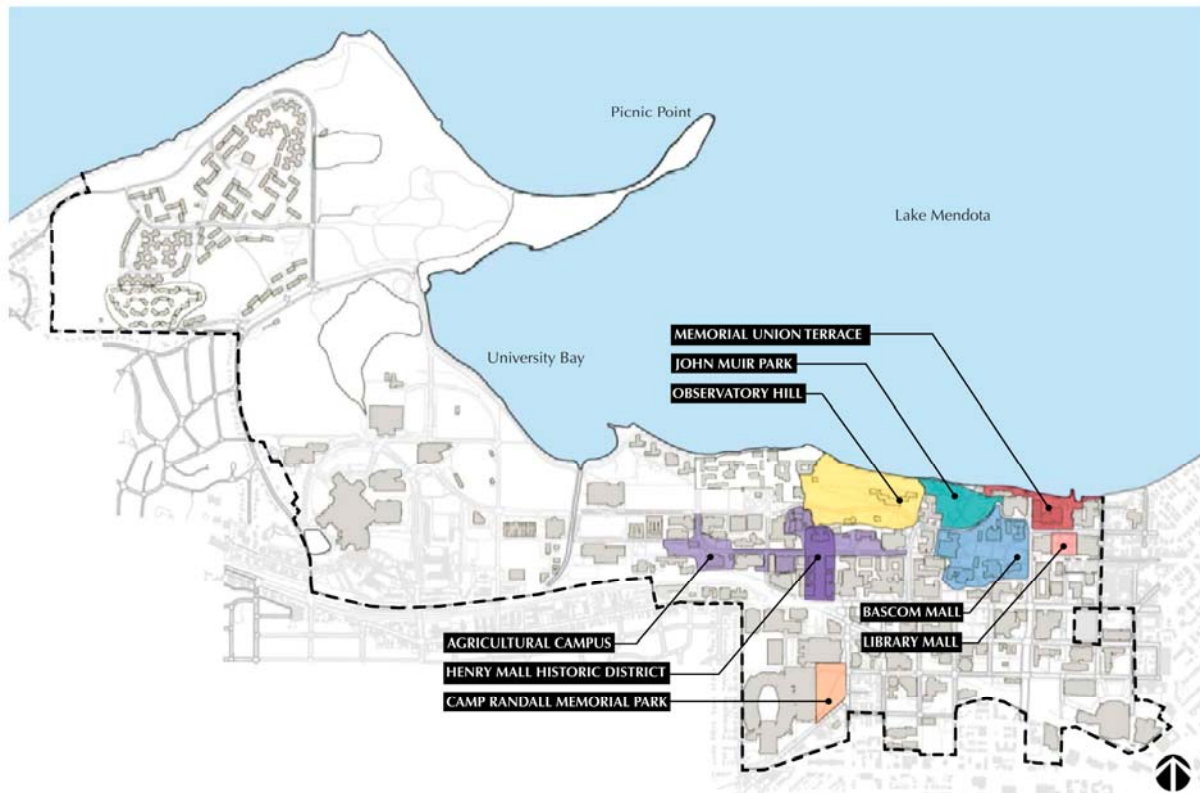 Picnic Point
Lake Mendota
University Bay
MEMORIAL UNION TERRACE
JOHN MUIR PARK
OBSERVATORY HILL
BASCOM MALL
LIBRARY MALL
AGRICULTURAL CAMPUS
HENRY MALL HISTORIC DISTRICT
CAMP RANDALL MEMORIAL PARK